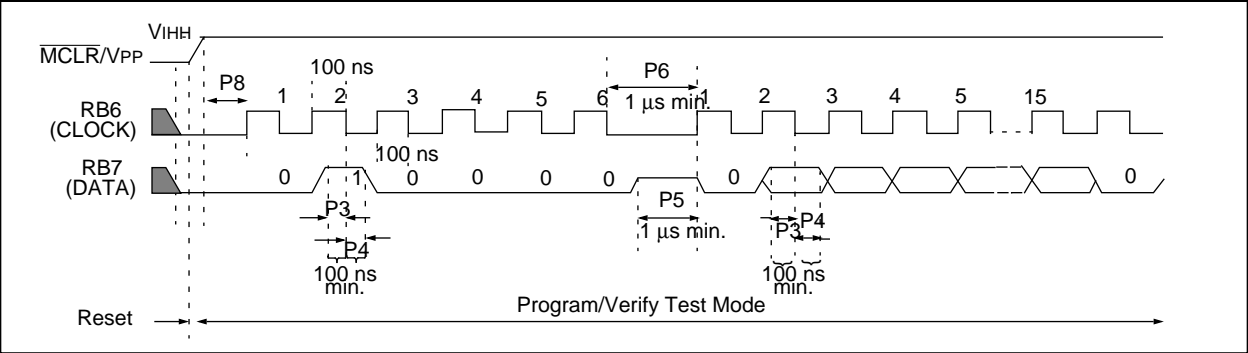 VIHH
MCLR/VPP
100 ns
P8
P6
1 2 3 4 5 6 1 µs min. 1 2 3 4 5 15
RB6
(CLOCK)
100 ns
RB7
(DATA)
0 1 0 0 0 0 0 0
P5
P3
1 µs min.
P3
P4
P4
100 ns
min.
100 ns
min.
Program/Verify Test Mode
Reset